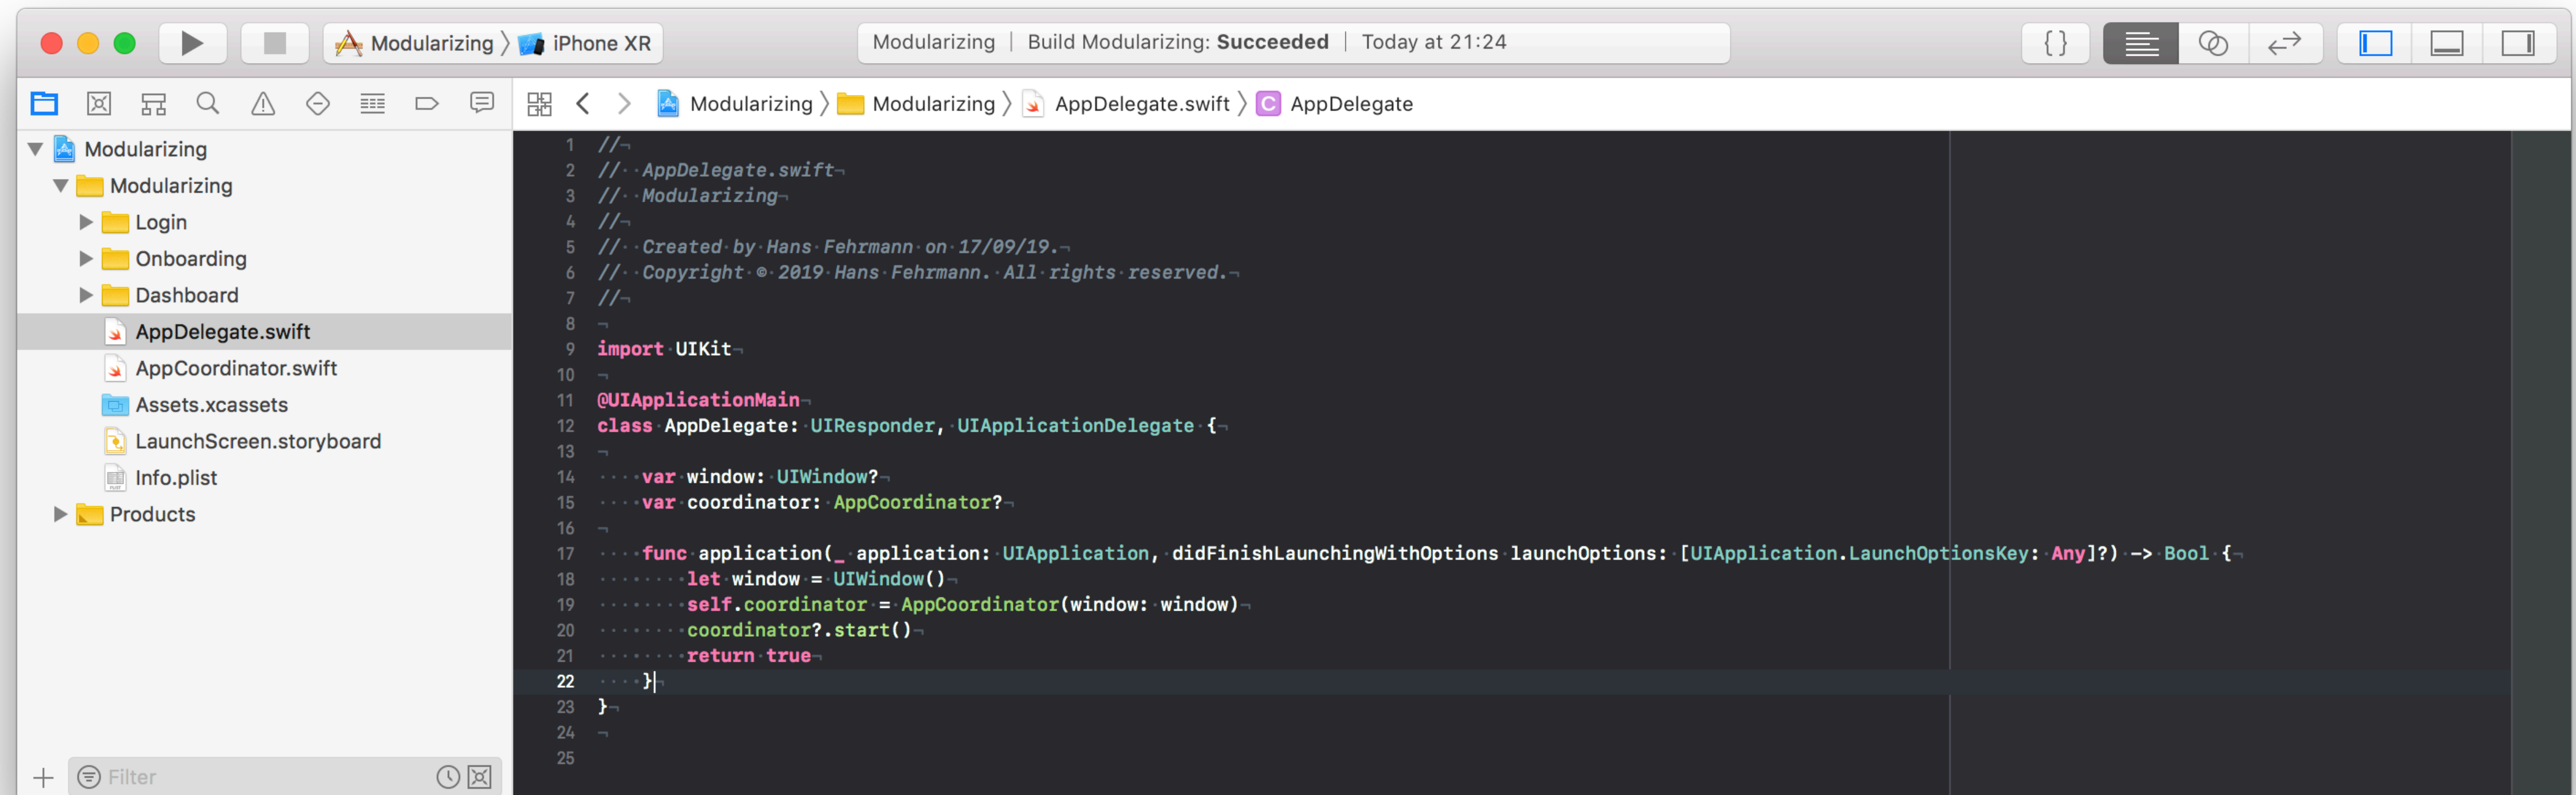 Modularizing 〉 iPhone XR
Modularizing | Build Modularizing: Succeeded | Today at 21:24
{ }
Modularizing 〉 Modularizing 〉 AppDelegate.swift 〉 C AppDelegate
Modularizing
Modularizing
Login
Onboarding
Dashboard
AppDelegate.swift
AppCoordinator.swift
Assets.xcassets
LaunchScreen.storyboard
Info.plist
Products
Filter
1 //
2 //  AppDelegate.swift
3 //  Modularizing
4 //
5 //  Created by Hans Fehrmann on 17/09/19.
6 //  Copyright © 2019 Hans Fehrmann. All rights reserved.
7 //
8
9 import UIKit
10
11 @UIApplicationMain
12 class AppDelegate: UIResponder, UIApplicationDelegate {
13
14     var window: UIWindow?
15     var coordinator: AppCoordinator?
16
17     func application(_ application: UIApplication, didFinishLaunchingWithOptions launchOptions: [UIApplication.LaunchOptionsKey: Any]?) -> Bool {
18         let window = UIWindow()
19         self.coordinator = AppCoordinator(window: window)
20         coordinator?.start()
21         return true
22     }
23 }
24
25